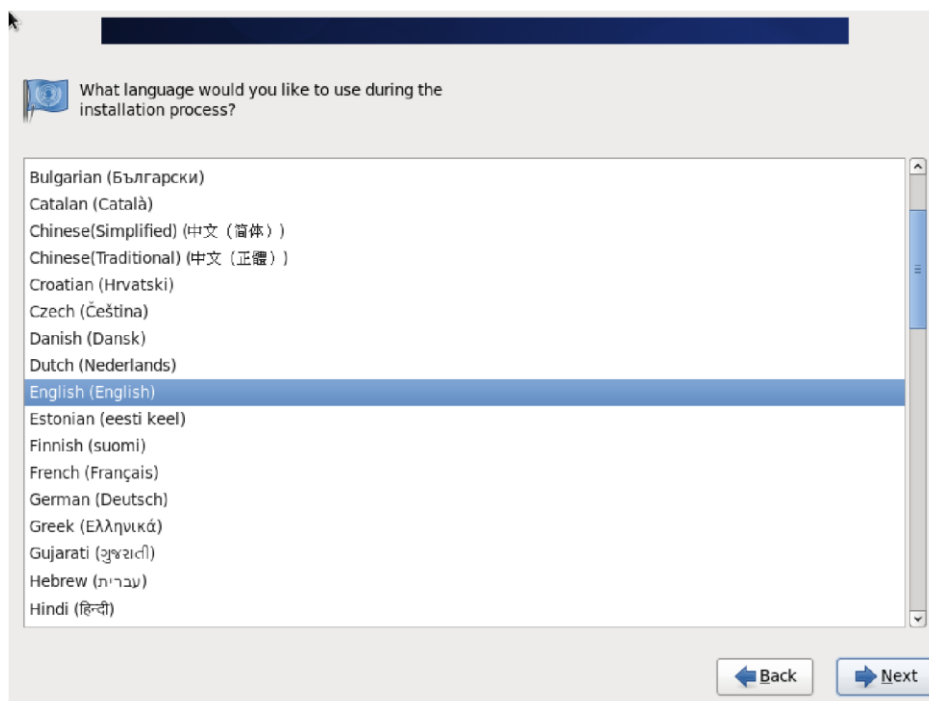 What language would you like to use during the
installation process?
Bulgarian (Български)
Catalan (Català)
Chinese(Simplified) (中文（简体）)
Chinese(Traditional) (中文（正體）)
Croatian (Hrvatski)
Czech (Čeština)
Danish (Dansk)
Dutch (Nederlands)
English (English)
Estonian (eesti keel)
Finnish (suomi)
French (Français)
German (Deutsch)
Greek (Ελληνικά)
Gujarati (ગુજરાતી)
Hebrew (עברית)
Hindi (हिन्दी)
Back
Next